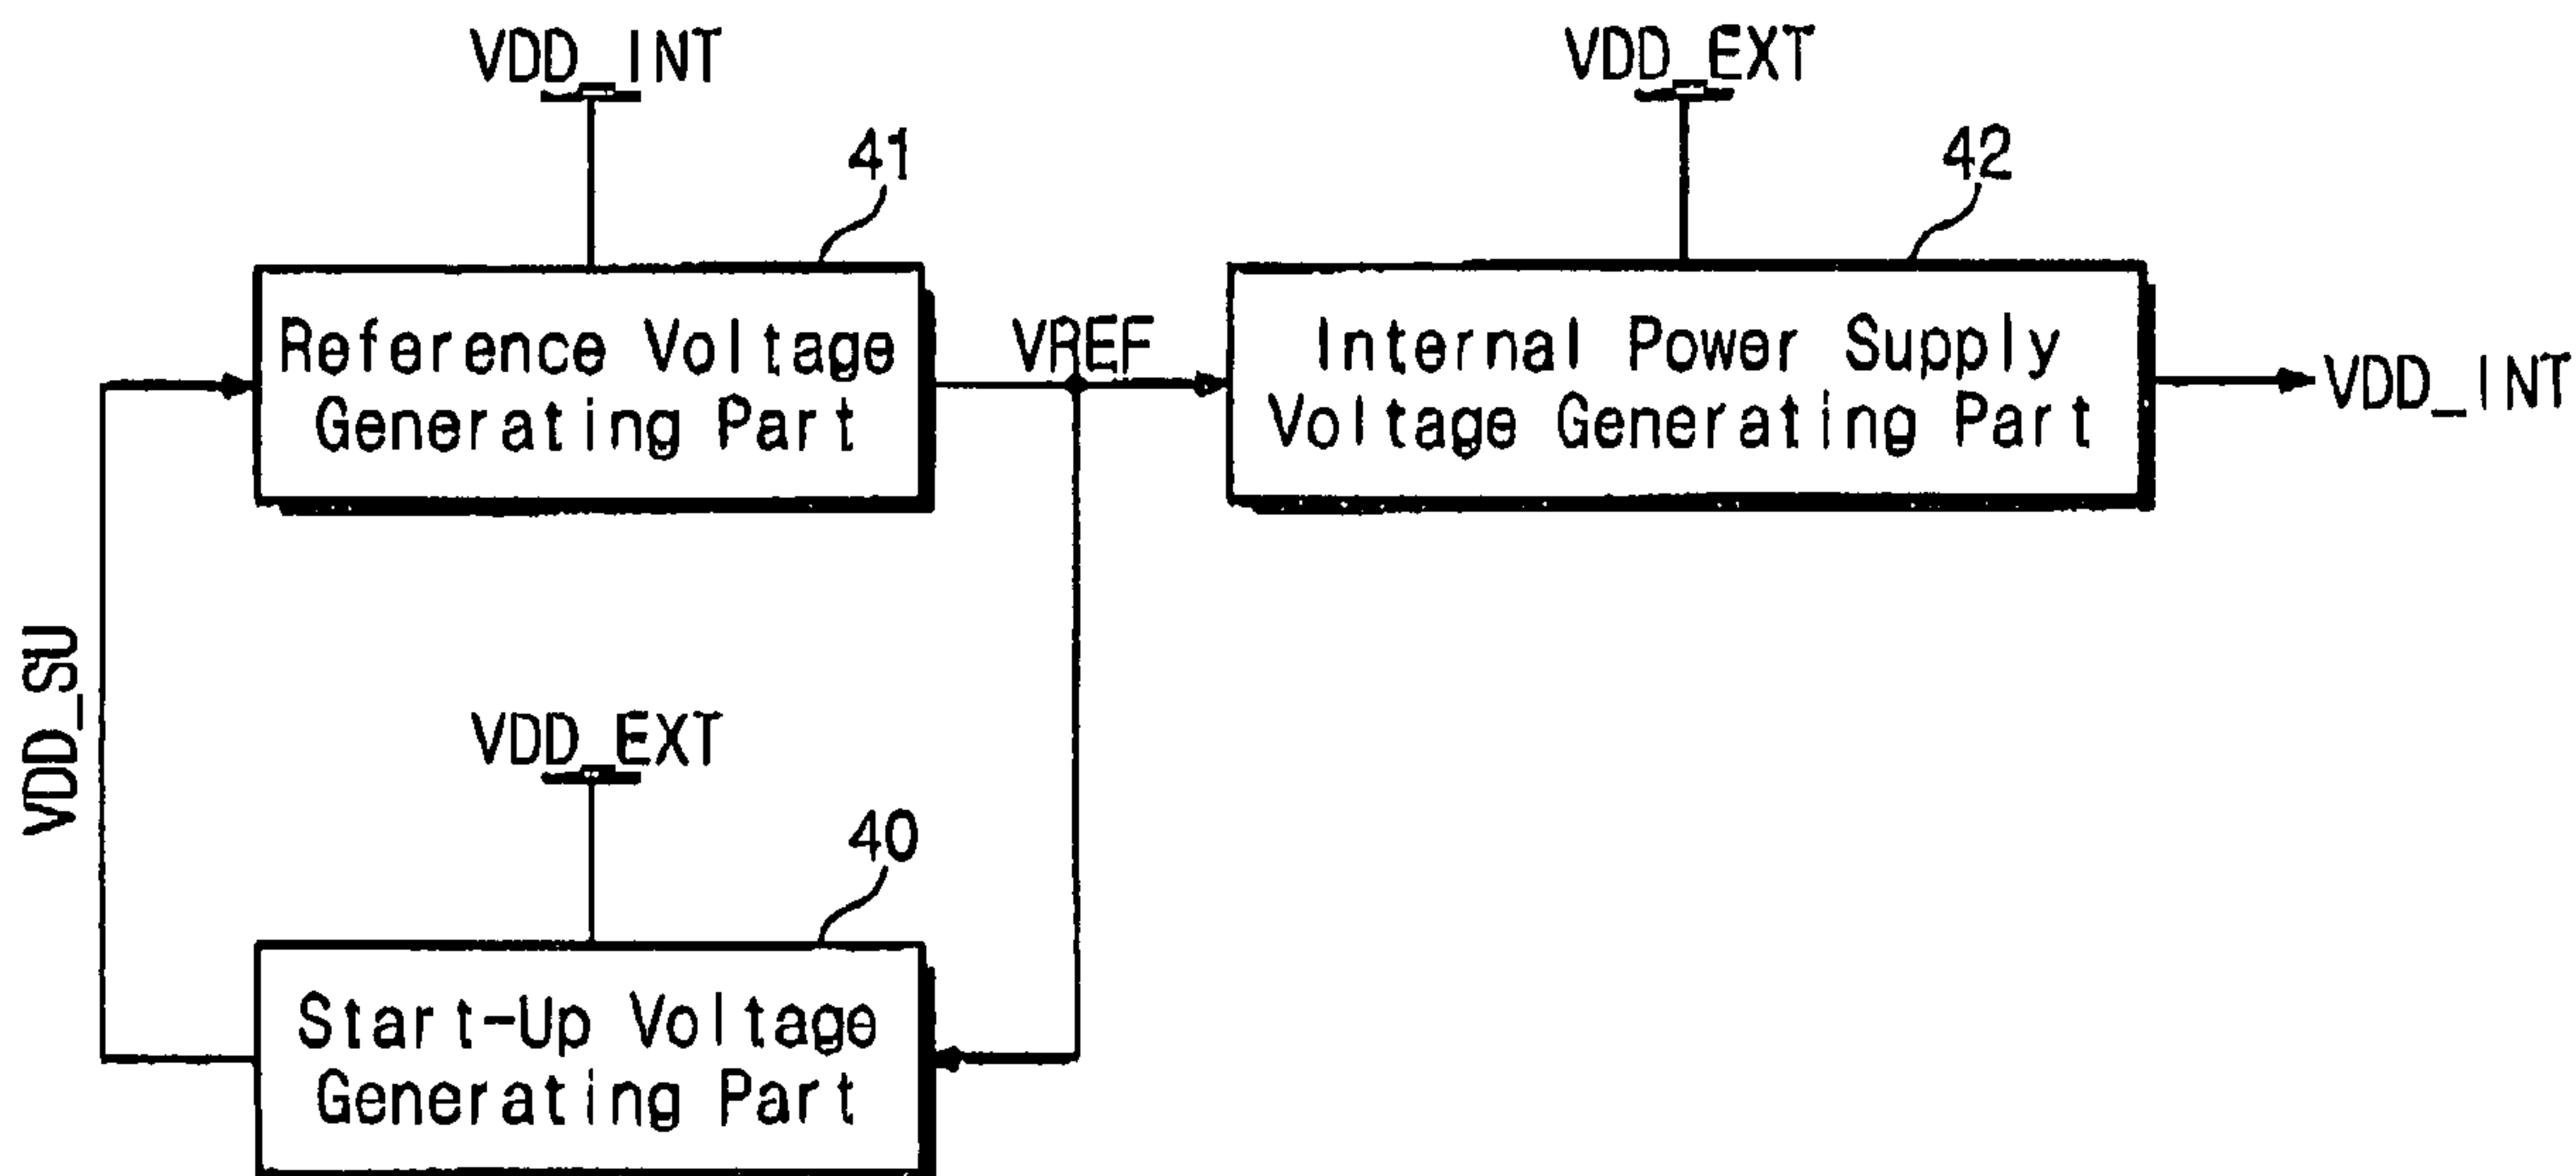 VDD_INT
VDD_EXT
41
42
Reference Voltage
Generating Part
VREF
Internal Power Supply
Voltage Generating Part
VDD_INT
VDD_SU
VDD_EXT
40
Start-Up Voltage
Generating Part